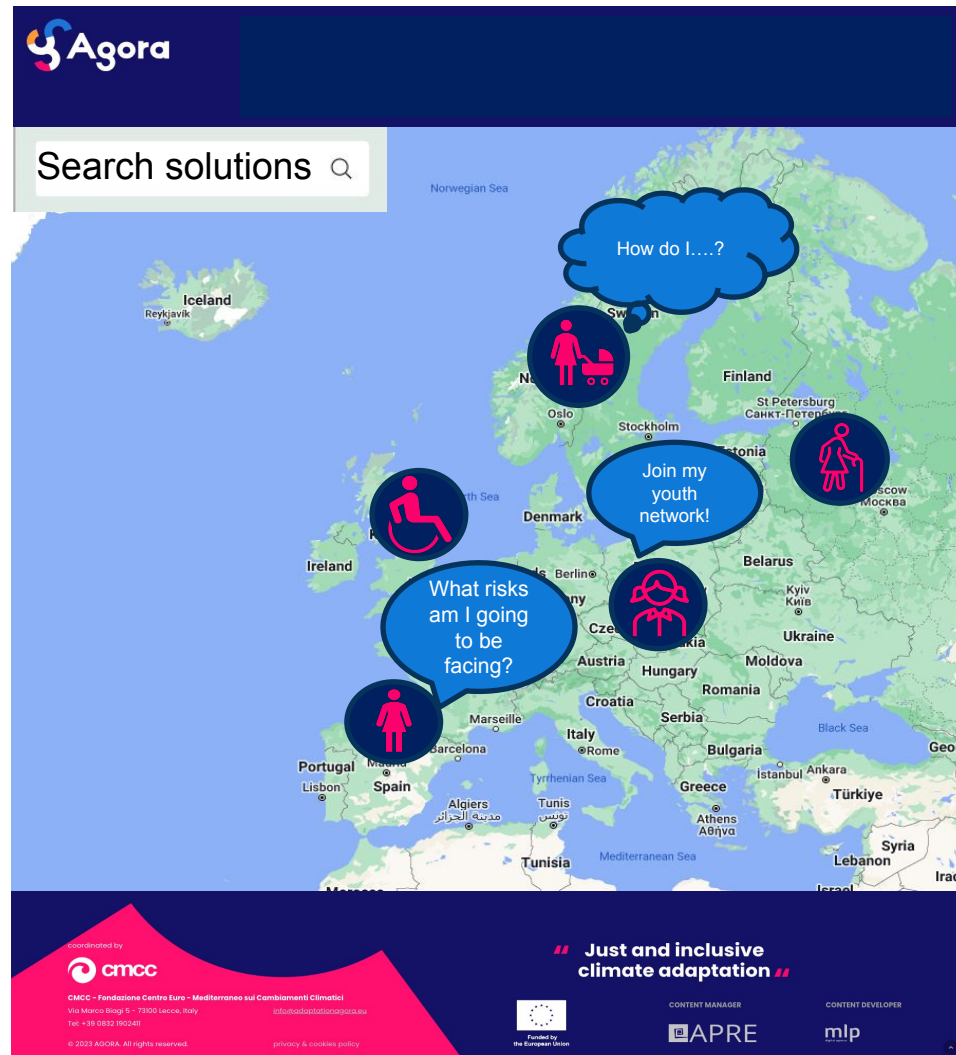 Agora
Search solutions
Norwegian Sea
How do I....?
Iceland
Reykjavík
Finland
St Petersburg
Oslo
Stockholm
Join my
youth
network!
Москва
Denmark
Ireland
Berlin
Belarus
What risks
am I going
to be
facing?
Kyiv
Київ
Ukraine
Austria
Hungary
Moldova
Romania
Croatia
Marseille
Serbia
Italy
Rome
Black Sea
Bulgaria
Portugal
Lisbon
Spain
Tyrrhenian Sea
Greece
İstanbul
Ankara
Türkiye
Algiers
مدينة الجزائر
Tunis
تونس
Athens
Αθήνα
Tunisia
Mediterranean Sea
Syria
Lebanon
coordinated by
cmcc
CMCC - Fondazione Centro Euro - Mediterraneo sui Cambiamenti Climatici
Via Marco Biagi 5 - 73100 Lecce, Italy
info@adaptationagora.eu
Tel: +39 0832 1902411
© 2023 AGORA. All rights reserved.
privacy & cookies policy
" Just and inclusive
climate adaptation "
Funded by
the European Union
CONTENT MANAGER
APRE
CONTENT DEVELOPER
mlp